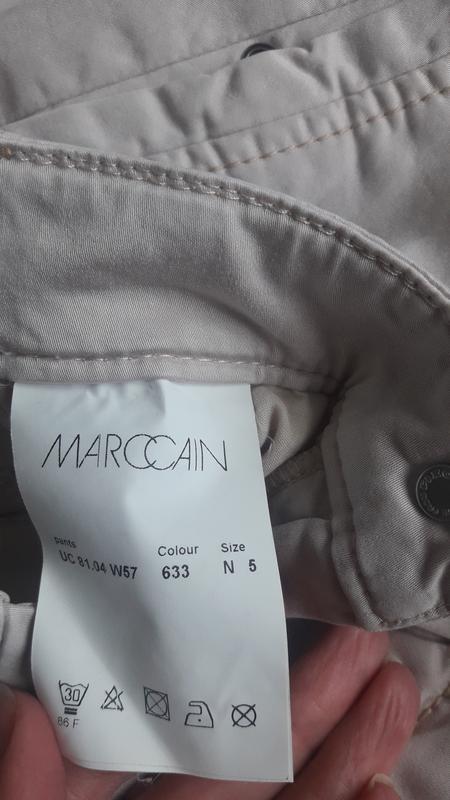 MARCCAIN
pants
UC 81.04 W57
Colour
633
Size
N 5
30
86 F